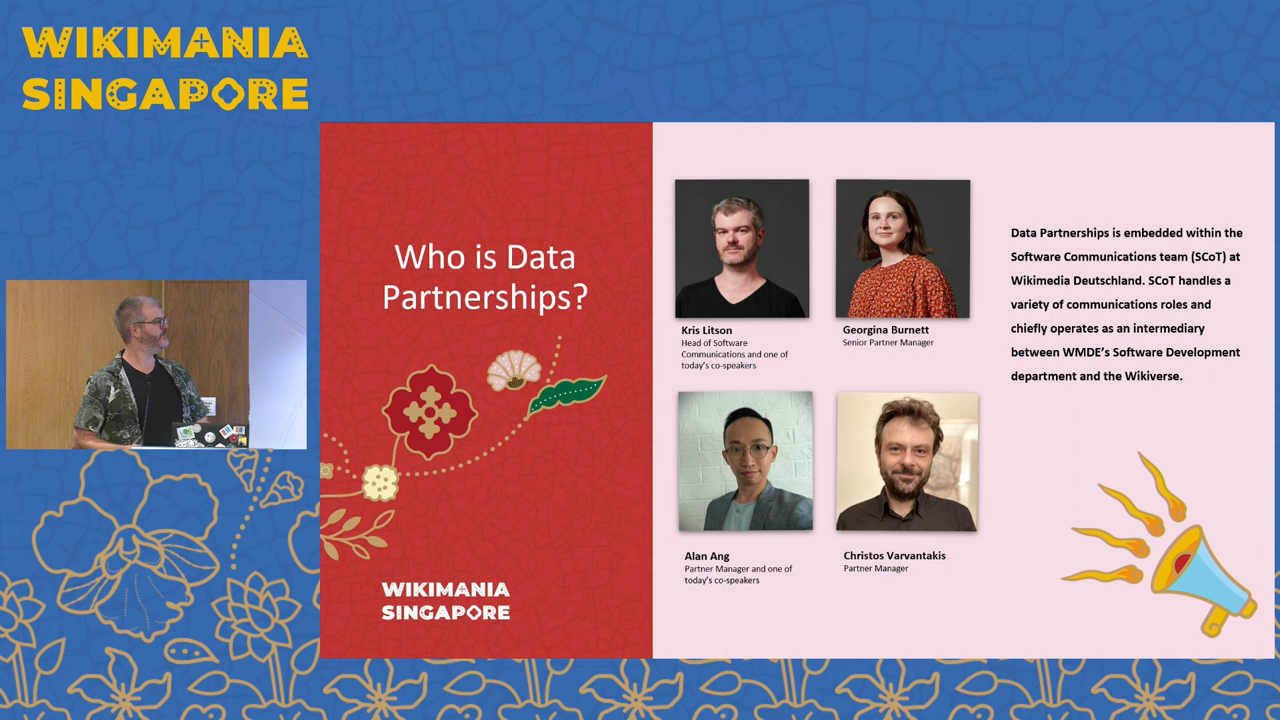 WIKIMANIA
SINGAPORE
Who is Data
Partnerships?
WIKIMANIA
SINGAPORE
Kris Litson
Head of Software
Communications and one of
today's co-speakers
Georgina Burnett
Senior Partner Manager
Alan Ang
Partner Manager and one of
today's co-speakers
Christos Varvantakis
Partner Manager
Data Partnerships is embedded within the
Software Communications team (SCoT) at
Wikimedia Deutschland. SCoT handles a
variety of communications roles and
chiefly operates as an intermediary
between WMDE's Software Development
department and the Wikiverse.